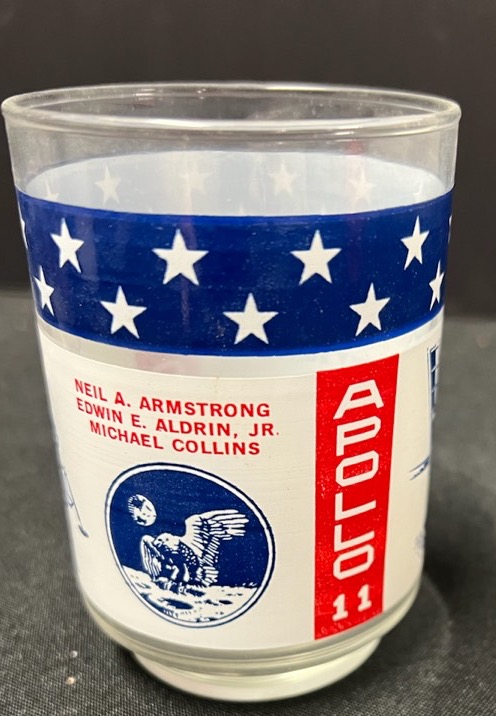 NEIL A. ARMSTRONG
EDWIN E. ALDRIN, JR.
MICHAEL COLLINS
APOLLO
11